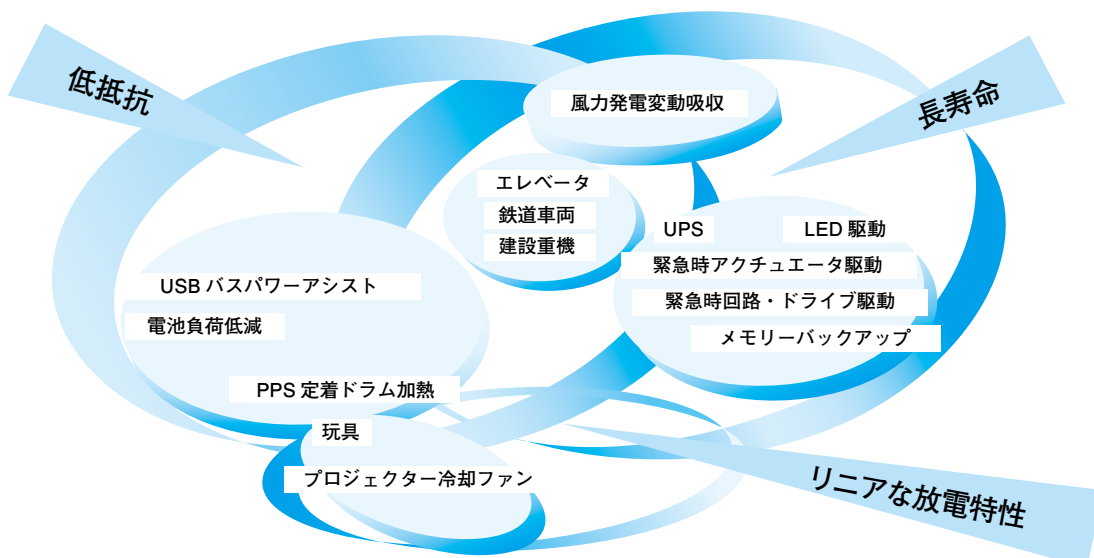 低抵抗
長寿命
風力発電変動吸収
エレベータ
鉄道車両
建設重機
UPS
LED 駆動
緊急時アクチュエータ駆動
緊急時回路・ドライブ駆動
メモリーバックアップ
USB バスパワーアシスト
電池負荷低減
PPS 定着ドラム加熱
玩具
プロジェクター冷却ファン
リニアな放電特性